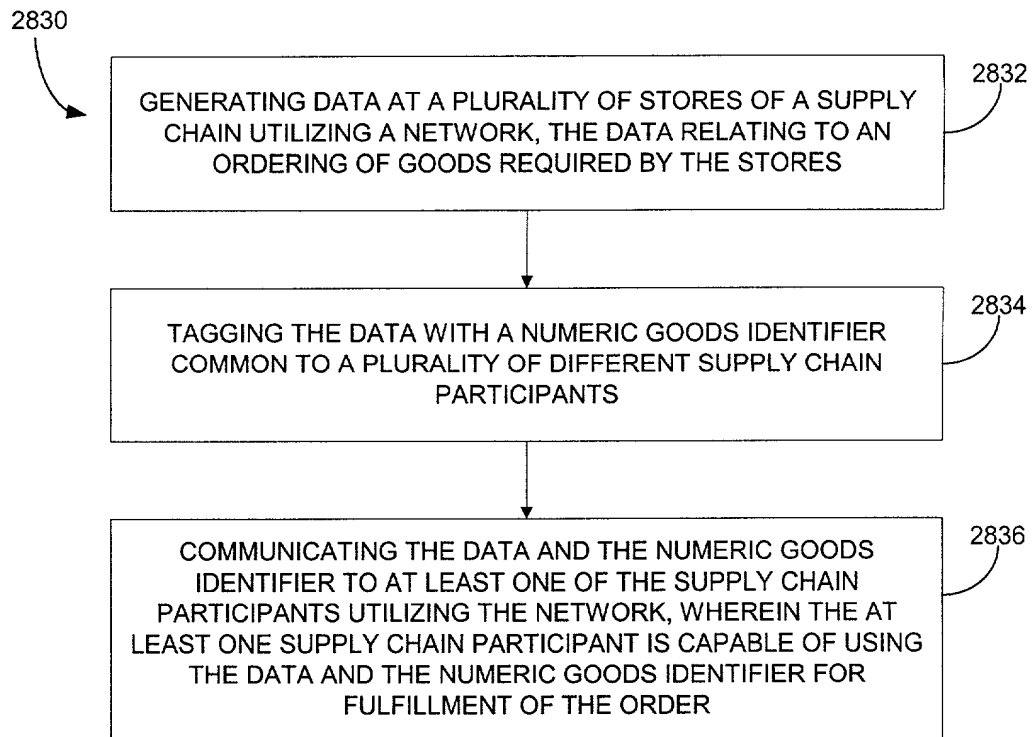 2830
2832
GENERATING DATA AT A PLURALITY OF STORES OF A SUPPLY
CHAIN UTILIZING A NETWORK, THE DATA RELATING TO AN
ORDERING OF GOODS REQUIRED BY THE STORES
2834
TAGGING THE DATA WITH A NUMERIC GOODS IDENTIFIER
COMMON TO A PLURALITY OF DIFFERENT SUPPLY CHAIN
PARTICIPANTS
2836
COMMUNICATING THE DATA AND THE NUMERIC GOODS
IDENTIFIER TO AT LEAST ONE OF THE SUPPLY CHAIN
PARTICIPANTS UTILIZING THE NETWORK, WHEREIN THE AT
LEAST ONE SUPPLY CHAIN PARTICIPANT IS CAPABLE OF USING
THE DATA AND THE NUMERIC GOODS IDENTIFIER FOR
FULFILLMENT OF THE ORDER